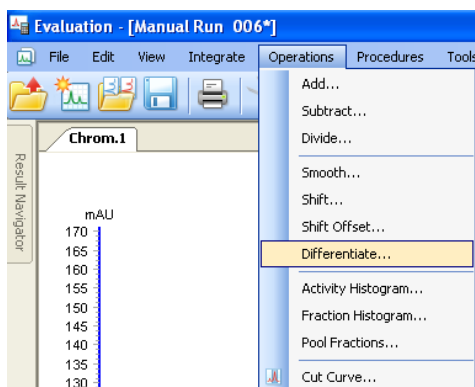 Evaluation - [Manual Run 006*]
File Edit View Integrate Operations Procedures Tools
Add...
Subtract...
Divide...
Chrom.1
Smooth...
Result Navigator
Shift...
mAU
Shift Offset...
170
165
Differentiate...
160
155
Activity Histogram...
150
Fraction Histogram...
145
140
Pool Fractions...
135
130
Cut Curve...